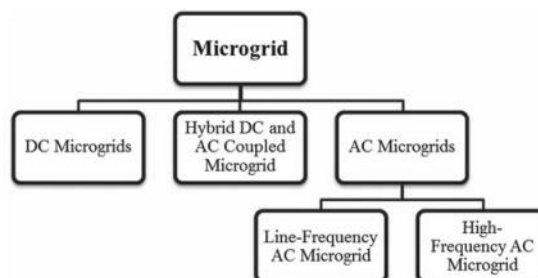 Microgrid
DC Microgrids
Hybrid DC and
AC Coupled
Microgrid
AC Microgrids
Line-Frequency
AC Microgrid
High-
Frequency AC
Microgrid